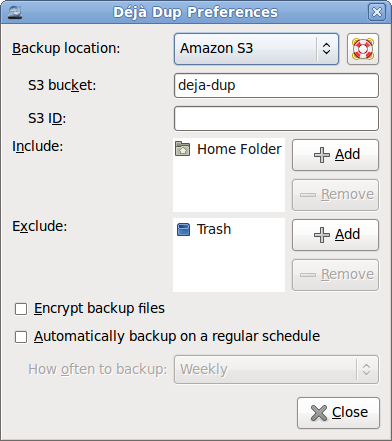 Déjà Dup Preferences
Backup location: Amazon S3
S3 bucket: deja-dup
S3 ID:
Include: Home Folder Add
Remove
Exclude: Trash Add
Remove
Encrypt backup files
Automatically backup on a regular schedule
How often to backup: Weekly
Close